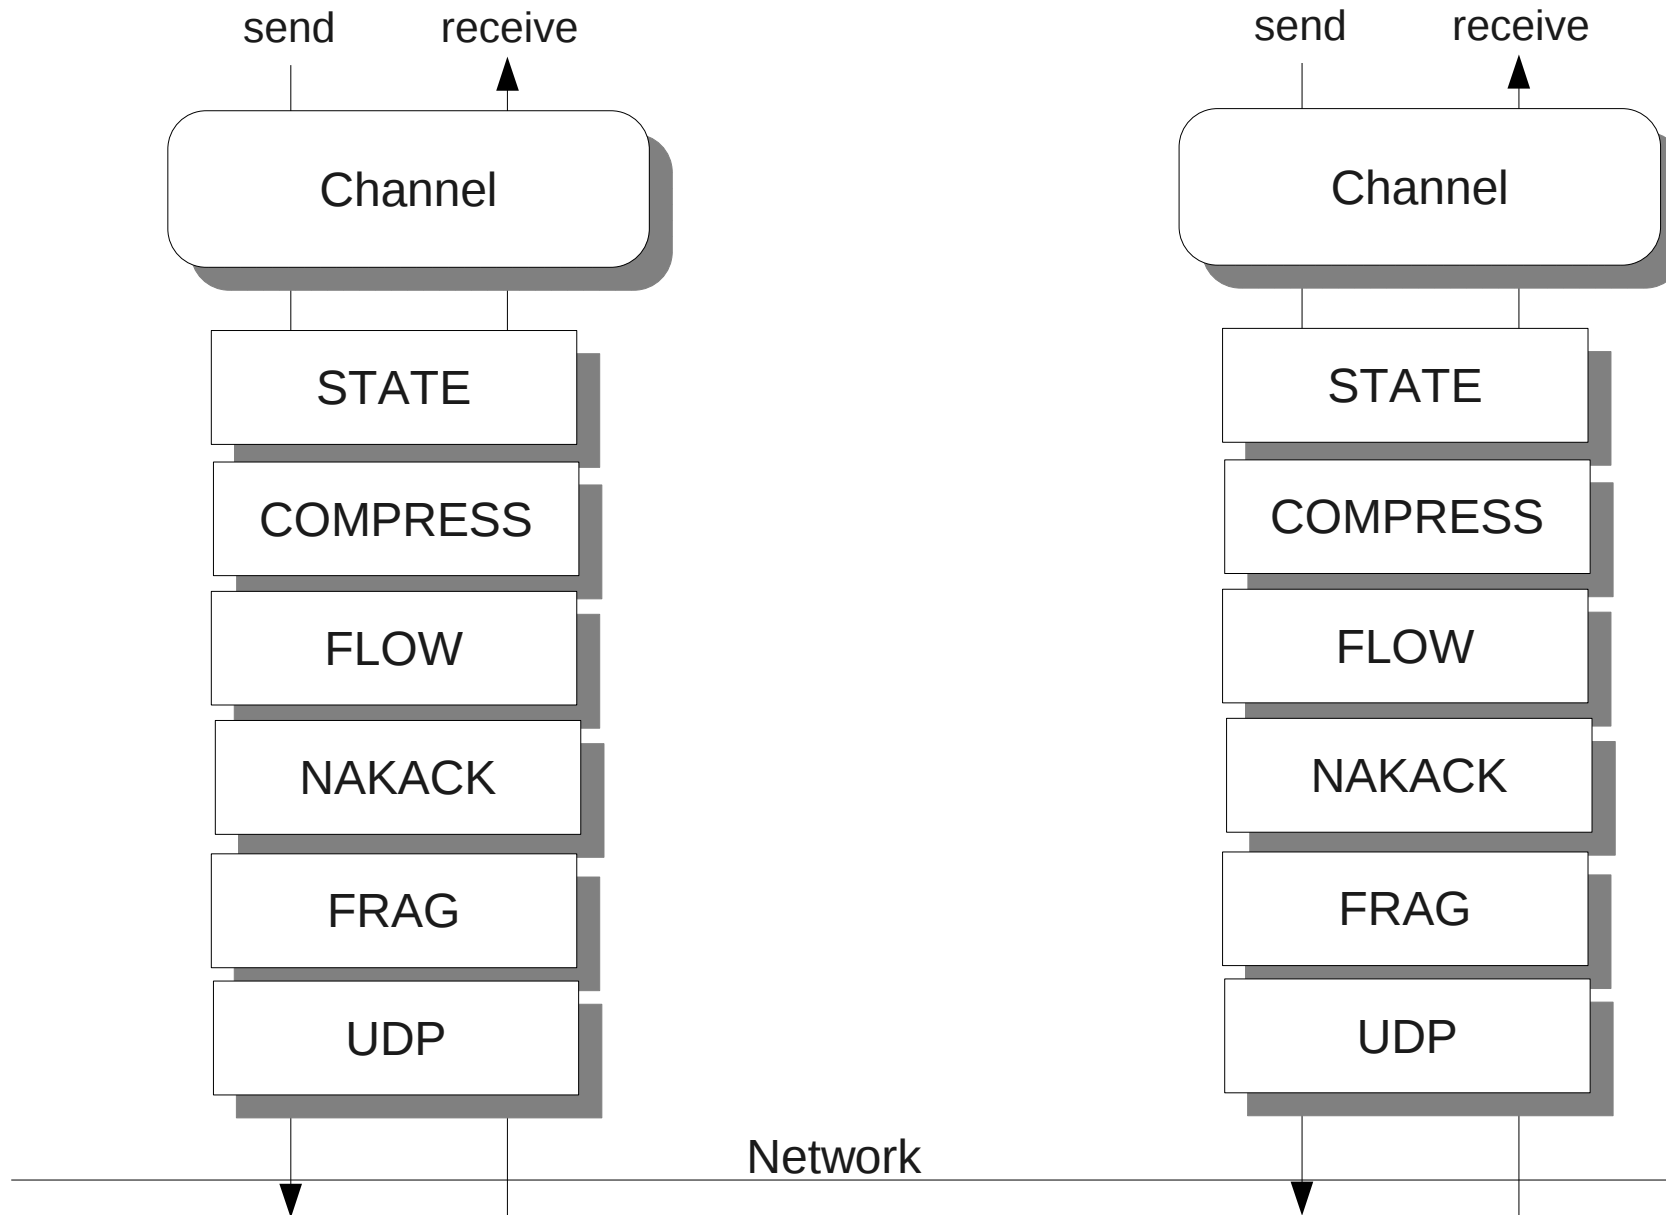 send receive
Channel
STATE
COMPRESS
FLOW
NAKACK
FRAG
UDP
send receive
Channel
STATE
COMPRESS
FLOW
NAKACK
FRAG
UDP
Network